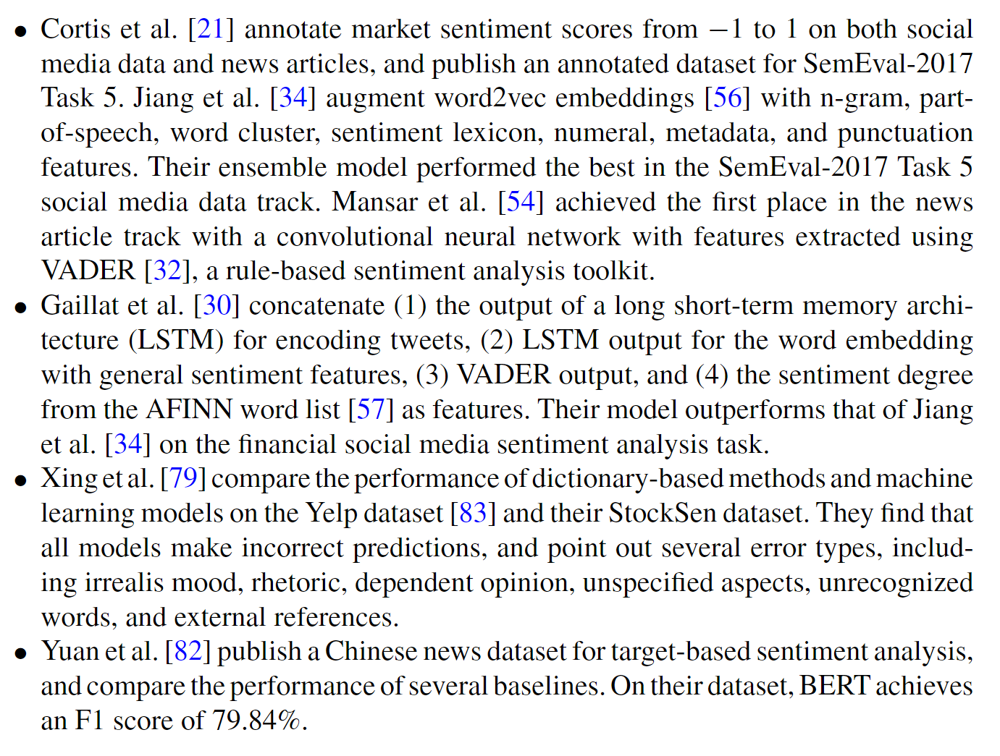 • Cortis et al. [21] annotate market sentiment scores from −1 to 1 on both social
media data and news articles, and publish an annotated dataset for SemEval-2017
Task 5. Jiang et al. [34] augment word2vec embeddings [56] with n-gram, part-
of-speech, word cluster, sentiment lexicon, numeral, metadata, and punctuation
features. Their ensemble model performed the best in the SemEval-2017 Task 5
social media data track. Mansar et al. [54] achieved the first place in the news
article track with a convolutional neural network with features extracted using
VADER [32], a rule-based sentiment analysis toolkit.
• Gaillat et al. [30] concatenate (1) the output of a long short-term memory archi-
tecture (LSTM) for encoding tweets, (2) LSTM output for the word embedding
with general sentiment features, (3) VADER output, and (4) the sentiment degree
from the AFINN word list [57] as features. Their model outperforms that of Jiang
et al. [34] on the financial social media sentiment analysis task.
• Xing et al. [79] compare the performance of dictionary-based methods and machine
learning models on the Yelp dataset [83] and their StockSen dataset. They find that
all models make incorrect predictions, and point out several error types, includ-
ing irrealis mood, rhetoric, dependent opinion, unspecified aspects, unrecognized
words, and external references.
• Yuan et al. [82] publish a Chinese news dataset for target-based sentiment analysis,
and compare the performance of several baselines. On their dataset, BERT achieves
an F1 score of 79.84%.